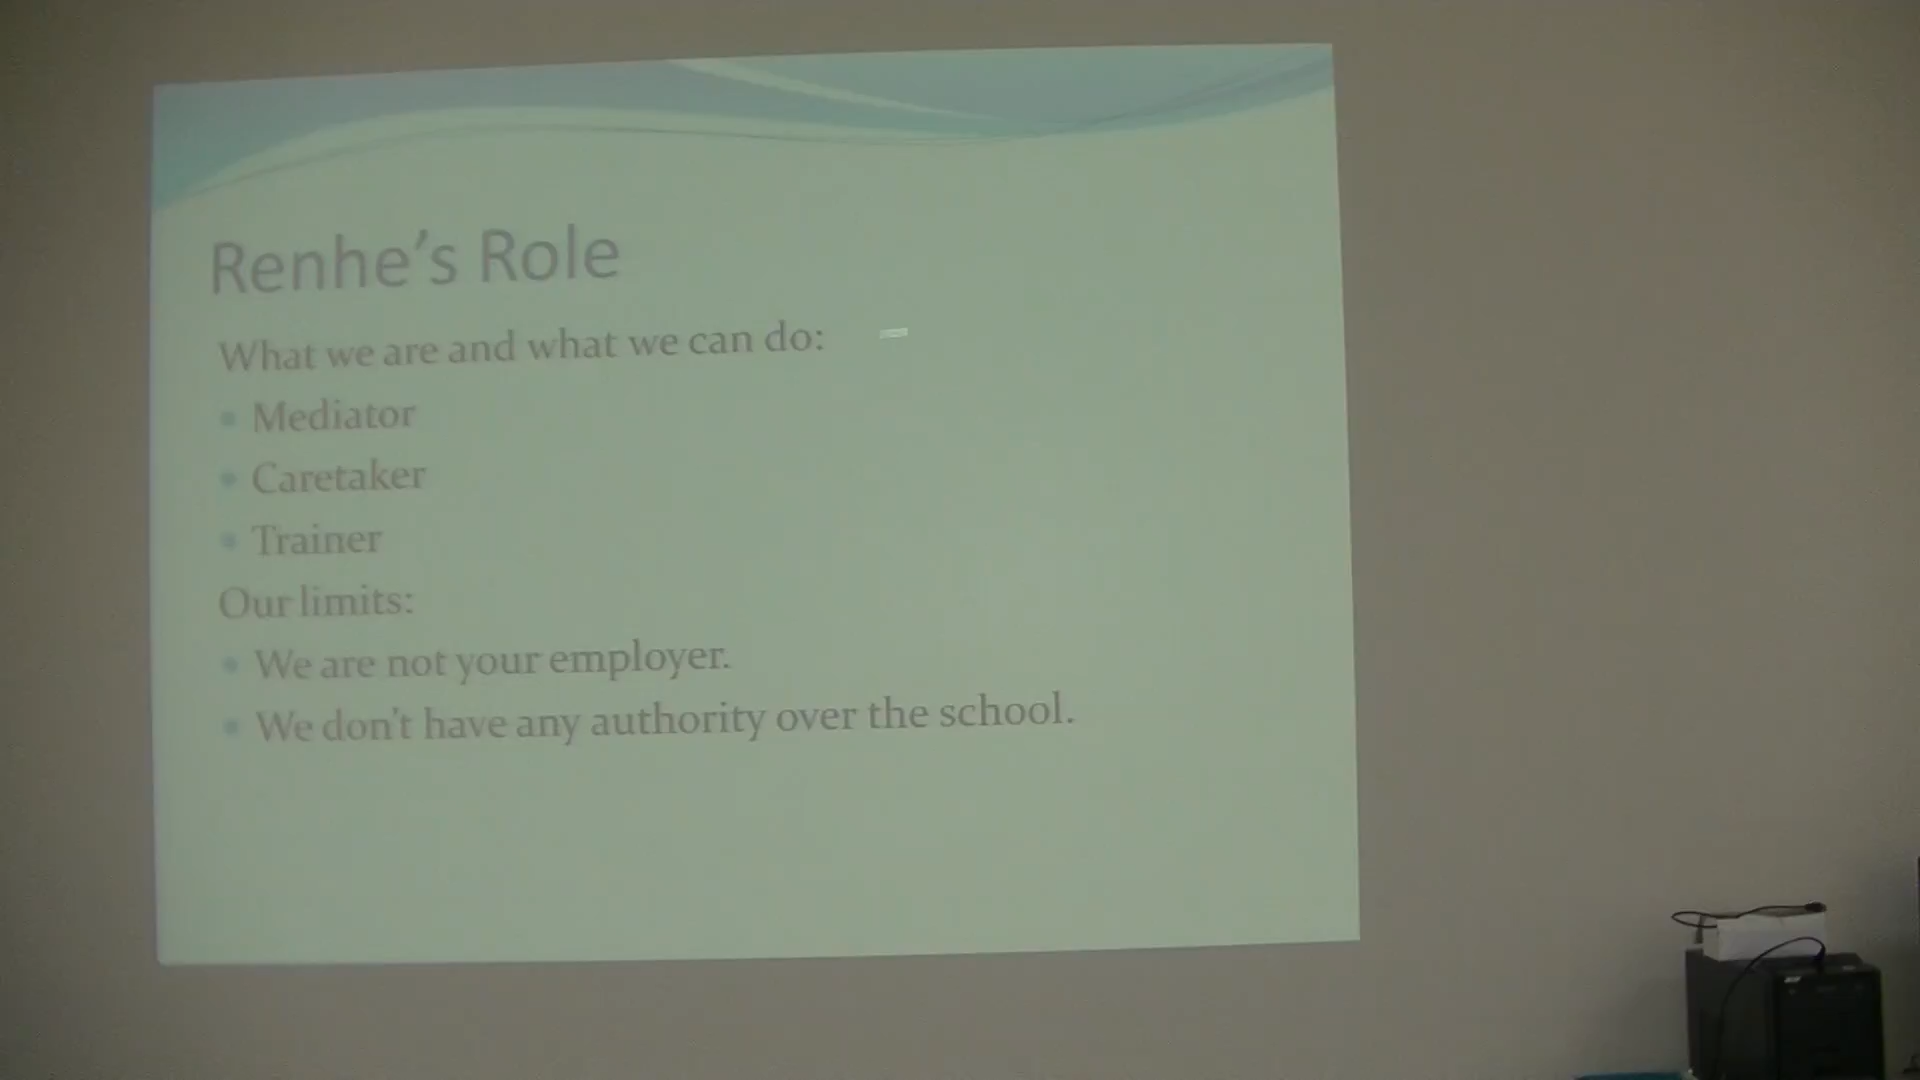 Renhe's Role
What we are and what we can do:
Mediator
Caretaker
Trainer
Our limits:
We are not your employer.
We don't have any authority over the school.